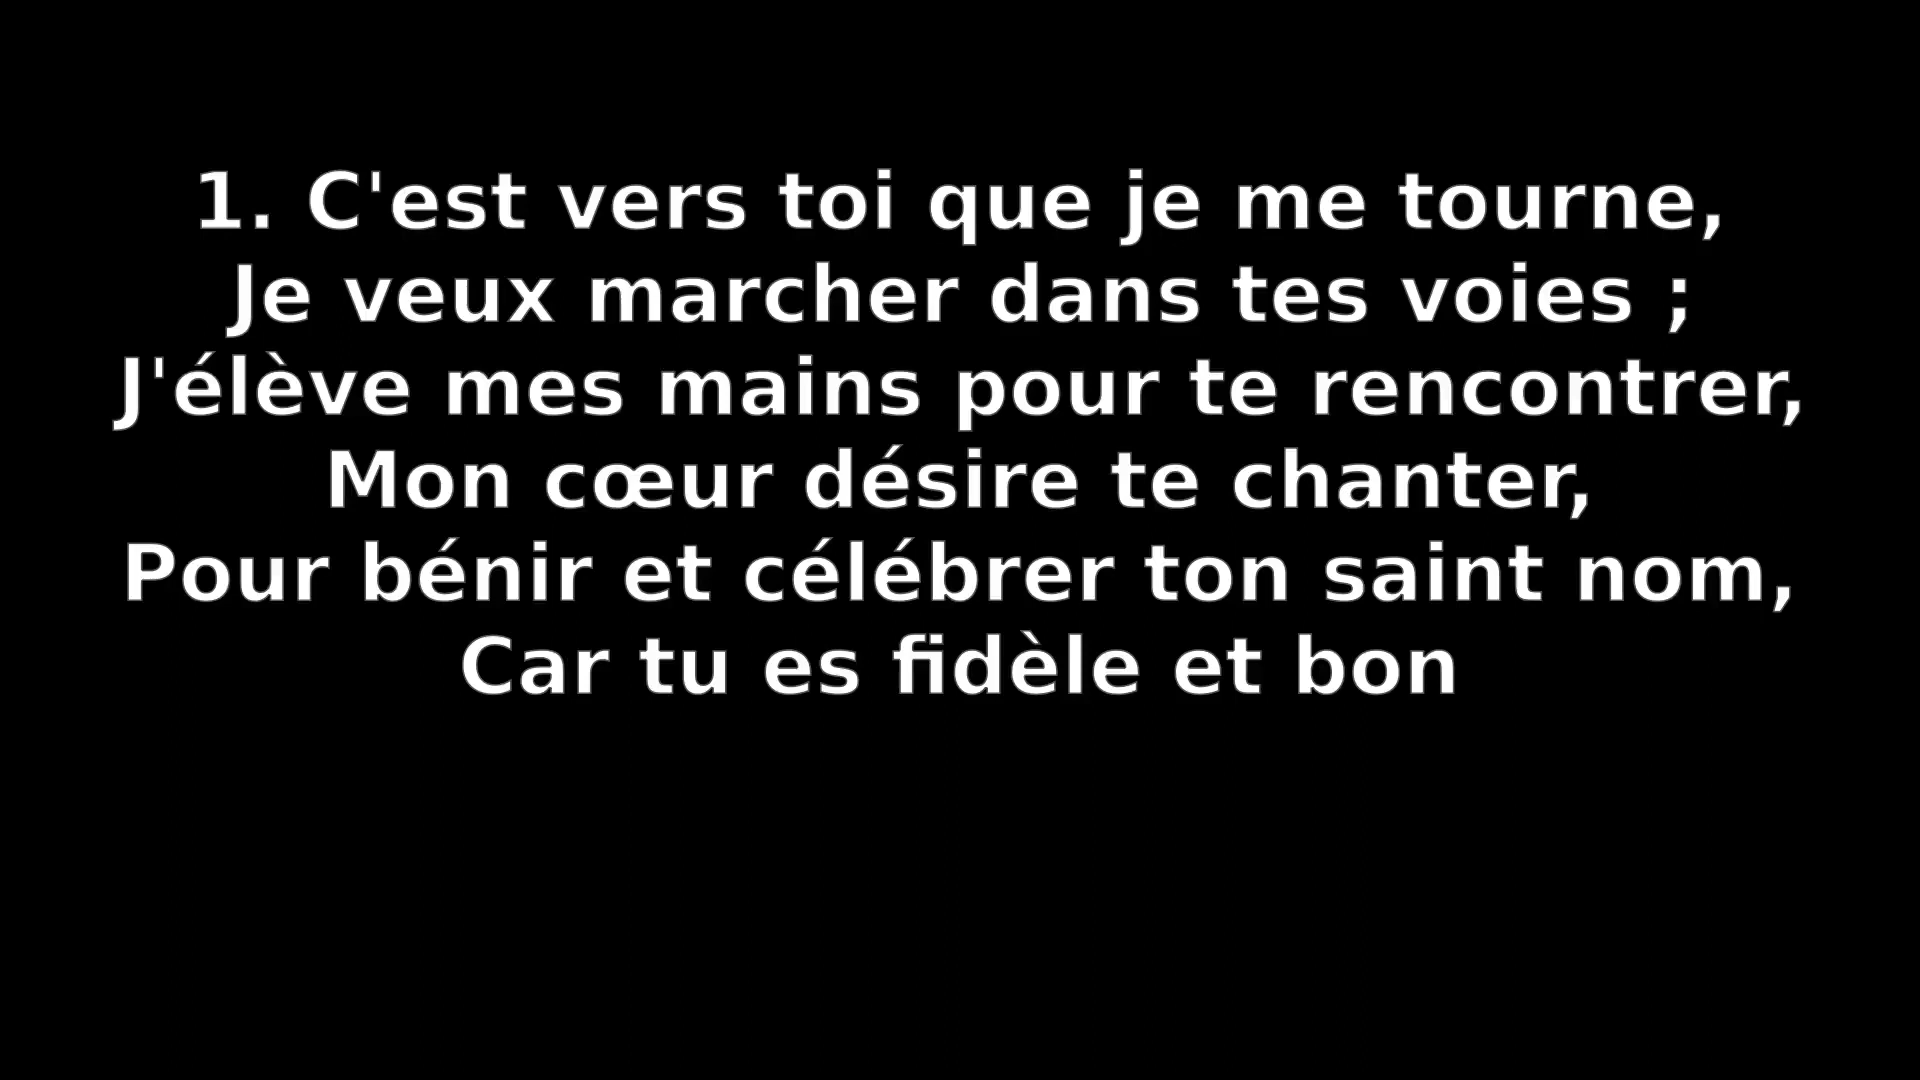 1. C'est vers toi que je me tourne,
Je veux marcher dans tes voies ;
J'élève mes mains pour te rencontrer,
Mon cœur désire te chanter,
Pour bénir et célébrer ton saint nom,
Car tu es fidèle et bon